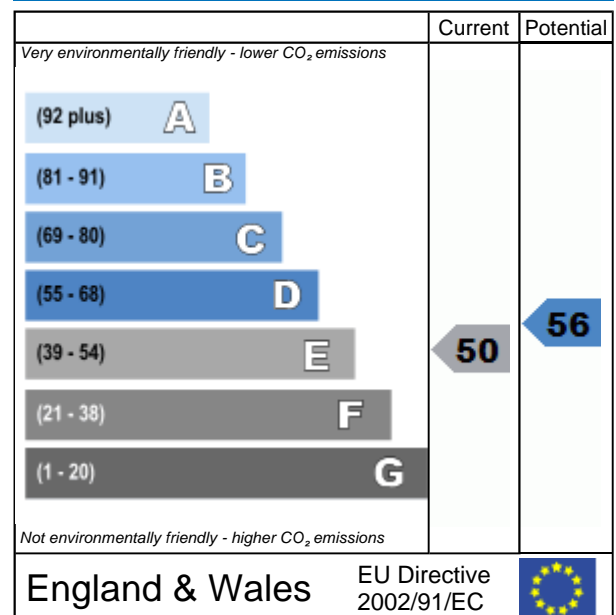 Current Potential
Very environmentally friendly - lower CO₂ emissions
(92 plus) A
(81 - 91) B
(69 - 80) C
(55 - 68) D
56
(39 - 54) E 50
(21 - 38) F
(1 - 20) G
Not environmentally friendly - higher CO₂ emissions
England & Wales
EU Directive
2002/91/EC